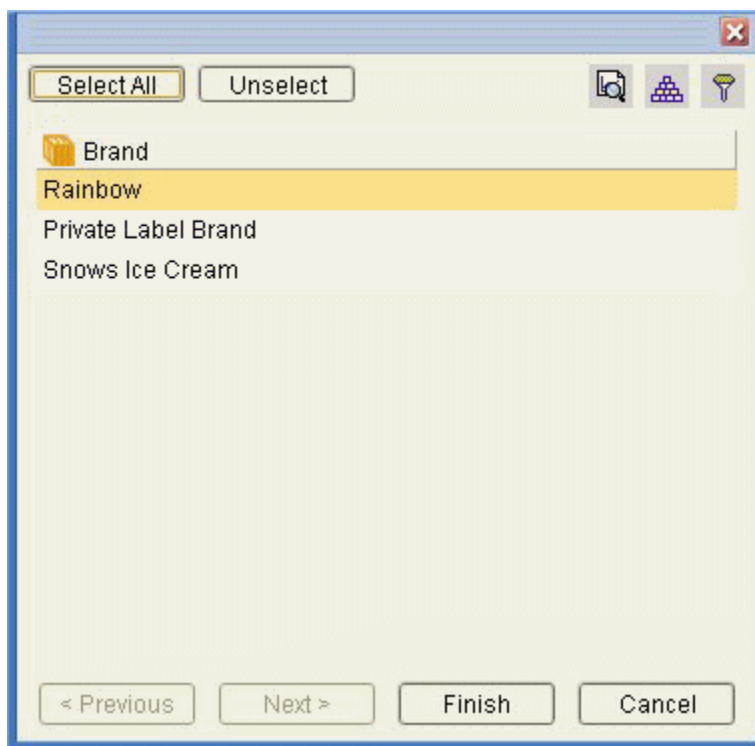 Select All Unselect
Brand
Rainbow
Private Label Brand
Snows Ice Cream
< Previous Next > Finish Cancel